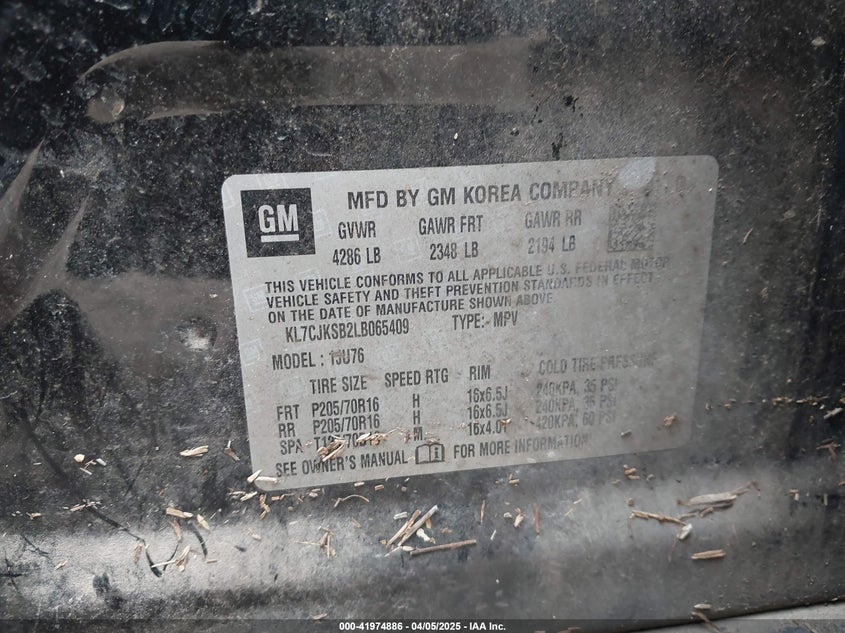 GM
MFD BY GM KOREA COMPANY
GVWR GAWR FRT GAWR RR
4286 LB 2348 LB 2194 LB
THIS VEHICLE CONFORMS TO ALL APPLICABLE U.S. FEDERAL MOTOR
VEHICLE SAFETY AND THEFT PREVENTION STANDARDS IN EFFECT
ON THE DATE OF MANUFACTURE SHOWN ABOVE.
KL7CJKSB2LB065409 TYPE:- MPV
MODEL : 1JU76
TIRE SIZE SPEED RTG RIM COLD TIRE PRESSURE
FRT P205/70R16 H 16x6.5J 240KPA, 35 PSI
RR P205/70R16 H 16x6.5J 240KPA, 35 PSI
SPA M 16x4.0T 420KPA, 60 PSI
SEE OWNER'S MANUAL FOR MORE INFORMATION
000-41974886 - 04/05/2025 - IAA Inc.